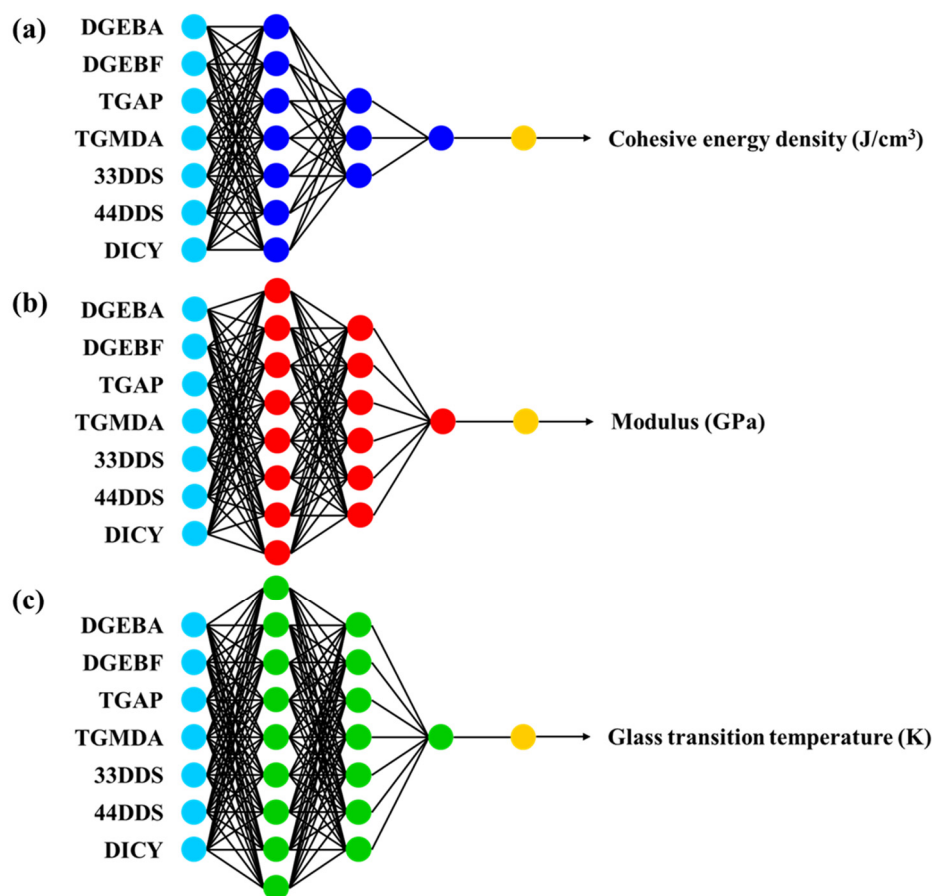 (a)
DGEBA
DGEBF
TGAP
TGMDA
33DDS
44DDS
DICY
Cohesive energy density (J/cm³)
(b)
DGEBA
DGEBF
TGAP
TGMDA
33DDS
44DDS
DICY
Modulus (GPa)
(c)
DGEBA
DGEBF
TGAP
TGMDA
33DDS
44DDS
DICY
Glass transition temperature (K)